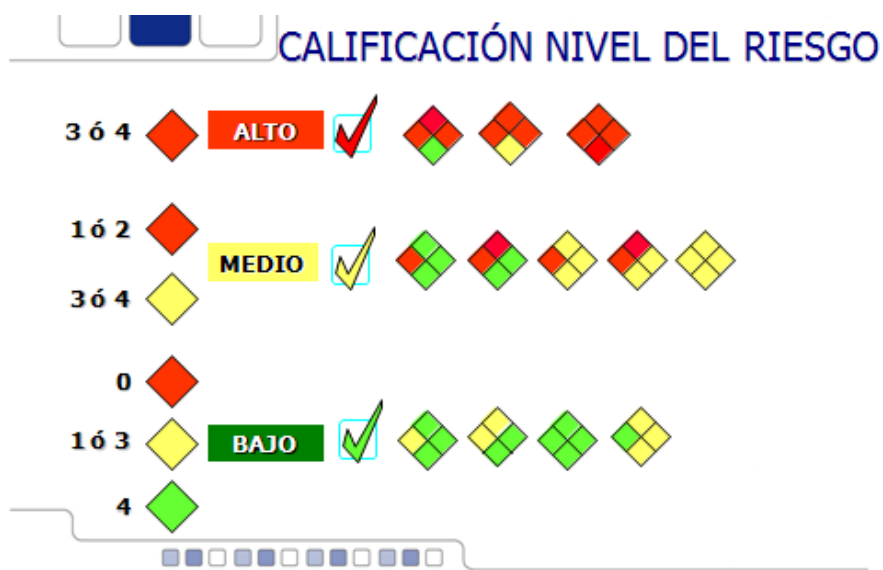 CALIFICACIÓN NIVEL DEL RIESGO
3 ó 4 ALTO
1 ó 2
MEDIO
3 ó 4
0
1 ó 3 BAJO
4